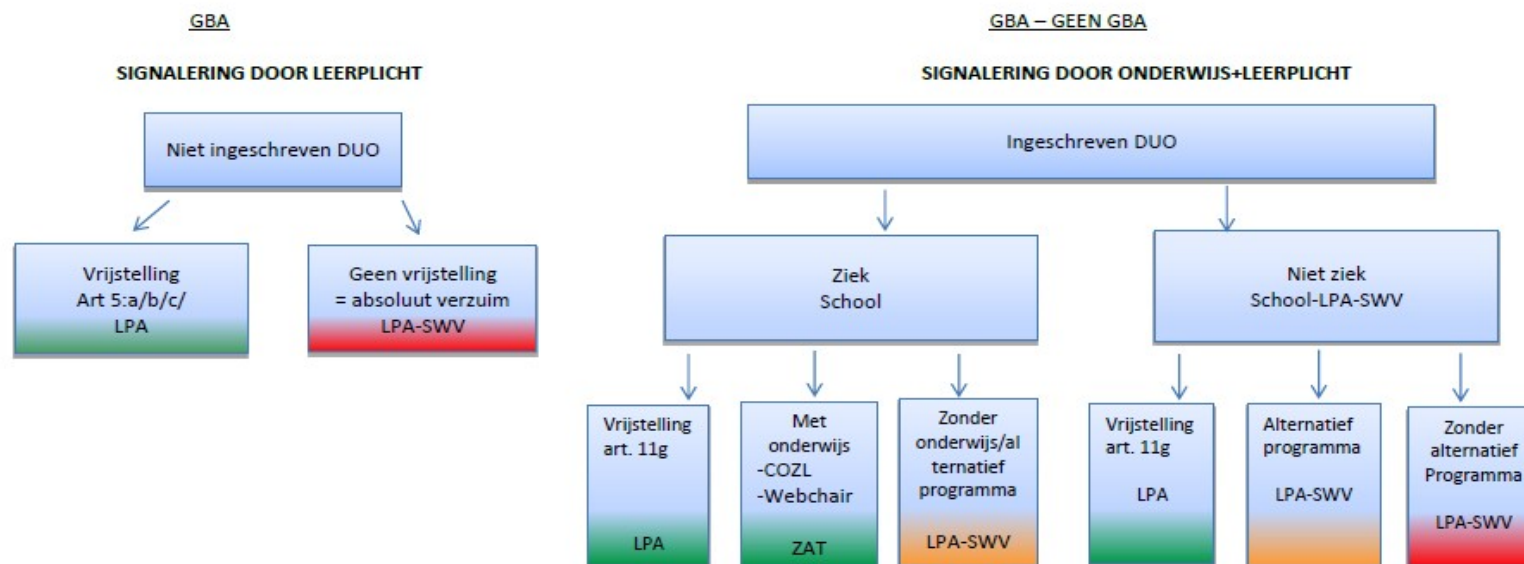 GBA
SIGNALERING DOOR LEERPLICHT
Niet ingeschreven DUO
Vrijstelling
Art 5:a/b/c/
LPA
Geen vrijstelling
= absoluut verzuim
LPA-SWV
GBA – GEEN GBA
SIGNALERING DOOR ONDERWIJS+LEERPLICHT
Ingeschreven DUO
Ziek
School
Niet ziek
School-LPA-SWV
Vrijstelling
art. 11g
LPA
Met
onderwijs
-COZL
-Webchair
ZAT
Zonder
onderwijs/al
ternatief
programma
LPA-SWV
Vrijstelling
art. 11g
LPA
Alternatief
programma
LPA-SWV
Zonder
alternatief
Programma
LPA-SWV